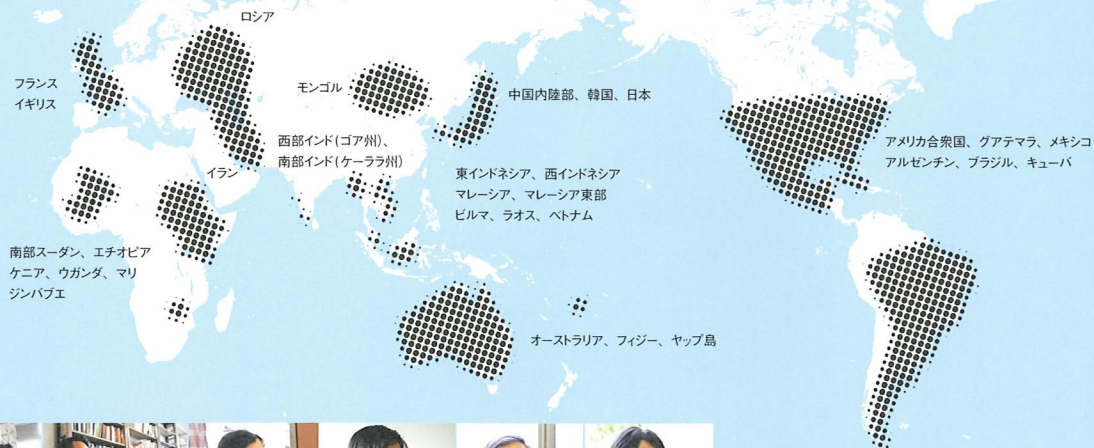 ロシア
フランス
イギリス
モンゴル
中国内陸部、韓国、日本
西部インド(ゴア州)、
南部インド(ケーララ州)
イラン
東インドネシア、西インドネシア
マレーシア、マレーシア東部
ビルマ、ラオス、ベトナム
アメリカ合衆国、グアテマラ、メキシコ
アルゼンチン、ブラジル、キューバ
南部スーダン、エチオピア
ケニア、ウガンダ、マリ
ジンバブエ
オーストラリア、フィジー、ヤップ島